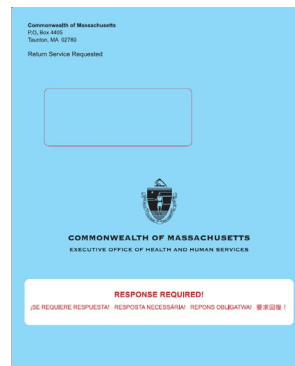 Commonwealth of Massachusetts
P.O. Box 4405
Taunton, MA 02780
Return Service Requested
COMMONWEALTH OF MASSACHUSETTS
EXECUTIVE OFFICE OF HEALTH AND HUMAN SERVICES
RESPONSE REQUIRED!
¡SE REQUIERE RESPUESTA! RESPOSTA NECESSÁRIA! REPONS OBLIGATWA! 要求回復！